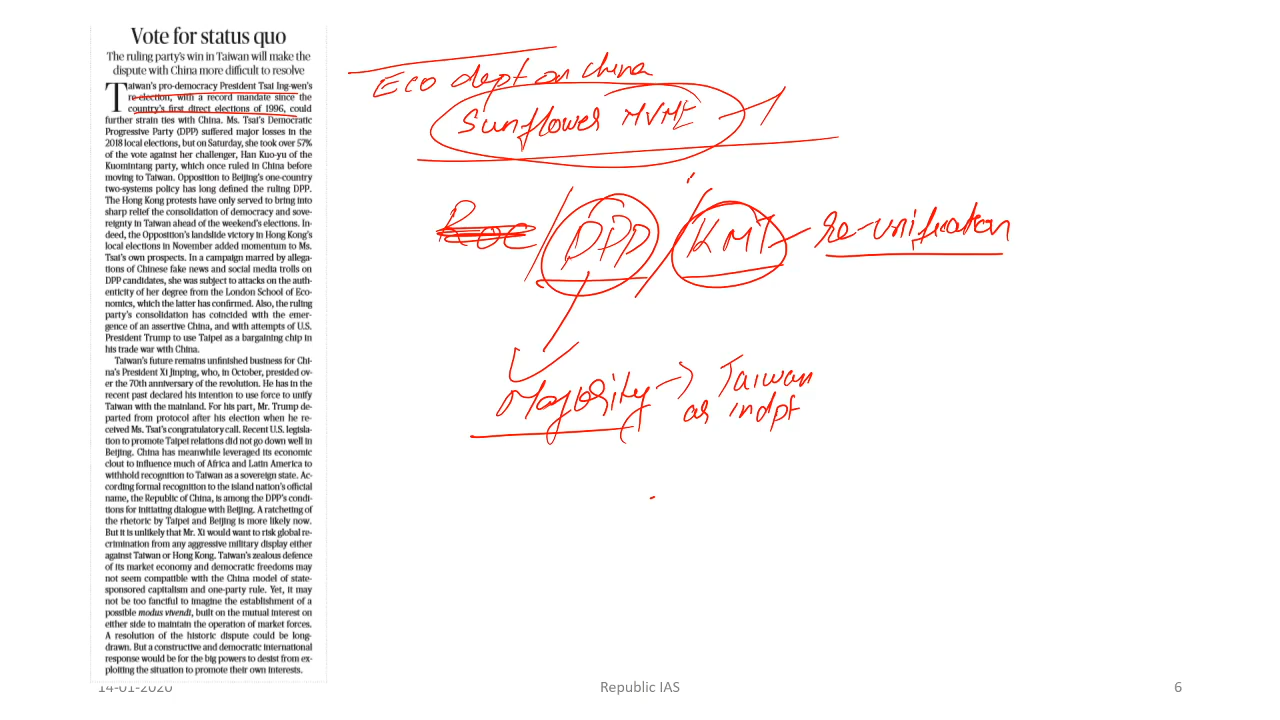 Vote for status quo
The ruling party's win in Taiwan will make the
dispute with China more difficult to resolve
Taiwan's pro-democracy President Tsai Ing-wen's
re-election, with a record mandate since the
country's first direct elections of 1996, could
further strain ties with China. Ms. Tsai's Democratic
Progressive Party (DPP) suffered major losses in the
2018 local elections, but on Saturday, she took over 57%
of the vote against her challenger, Han Kuo-yu of the
Kuomintang party, which once ruled in China before
moving to Taiwan. Opposition to Beijing's one-country
two-systems policy has long defined the ruling DPP.
The Hong Kong protests have only served to bring into
sharp relief the consolidation of democracy and sove-
reignty in Taiwan ahead of the weekend's elections. In-
deed, the Opposition's landslide victory in Hong Kong's
local elections in November added momentum to Ms.
Tsai's own prospects. In a campaign marred by allega-
tions of Chinese fake news and social media trolls on
DPP candidates, she was subject to attacks on the auth-
enticity of her degree from the London School of Eco-
nomics, which the latter has confirmed. Also, the ruling
party's consolidation has coincided with the emer-
gence of an assertive China, and with attempts of U.S.
President Trump to use Taipei as a bargaining chip in
his trade war with China.
Taiwan's future remains unfinished business for Chi-
na's President Xi Jinping, who, in October, presided ov-
er the 70th anniversary of the revolution. He has in the
recent past declared his intention to use force to unify
Taiwan with the mainland. For his part, Mr. Trump de-
parted from protocol after his election when he re-
ceived Ms. Tsai's congratulatory call. Recent U.S. legisla-
tion to promote Taipei relations did not go down well in
Beijing. China has meanwhile leveraged its economic
clout to influence much of Africa and Latin America to
withhold recognition to Taiwan as a sovereign state. Ac-
cording formal recognition to the island nation's official
name, the Republic of China, is among the DPP's condi-
tions for initiating dialogue with Beijing. A ratcheting of
the rhetoric by Taipei and Beijing is more likely now.
But it is unlikely that Mr. Xi would want to risk global re-
crimination from any aggressive military display either
against Taiwan or Hong Kong. Taiwan's zealous defence
of its market economy and democratic freedoms may
not seem compatible with the China model of state-
sponsored capitalism and one-party rule. Yet, it may
not be too fanciful to imagine the establishment of a
possible modus vivendi, built on the mutual interest on
either side to maintain the operation of market forces.
A resolution of the historic dispute could be long-
drawn. But a constructive and democratic international
response would be for the big powers to desist from ex-
ploiting the situation to promote their own interests.
Eco dept on China
Sunflower MVME
ROC / DPP / KMT - Re-unification
Majority → Taiwan
as indpt
14-01-2020
Republic IAS
6